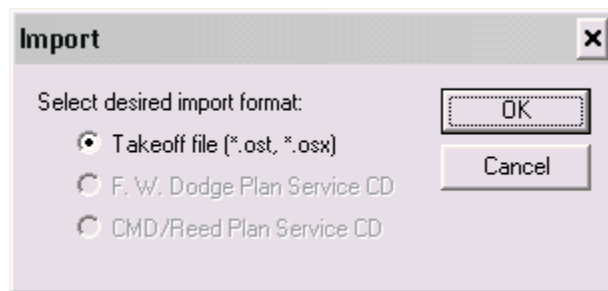 Import
Select desired import format:
Takeoff file (*.ost, *.osx)
F. W. Dodge Plan Service CD
CMD/Reed Plan Service CD
OK
Cancel